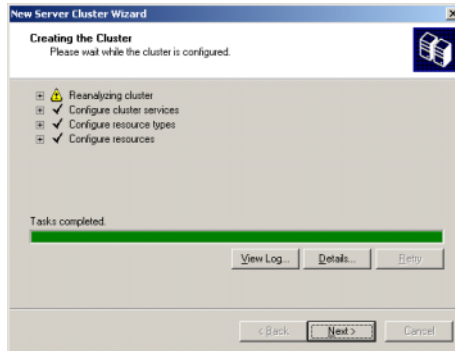 New Server Cluster Wizard
Creating the Cluster
Please wait while the cluster is configured.
Reanalyzing cluster
Configure cluster services
Configure resource types
Configure resources
Tasks completed.
View Log... Details... Retry
< Back Next > Cancel